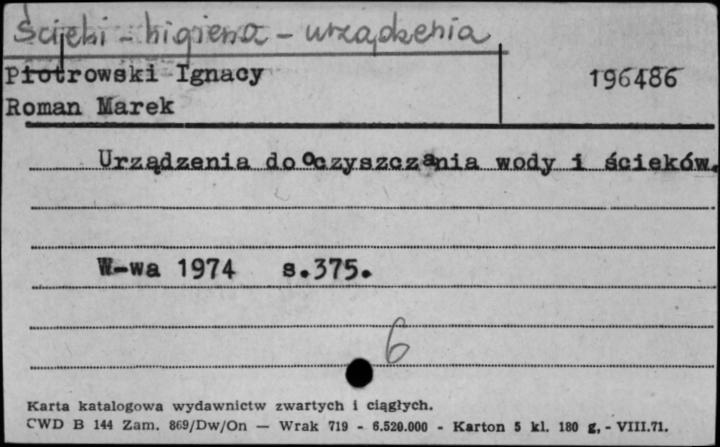 Ścieki - higiena - urządzenia
Piotrowski Ignacy
196486
Roman Marek
Urządzenia do oczyszczania wody i ścieków.
W-wa 1974 s.375.
6
Karta katalogowa wydawnictw zwartych i ciągłych.
CWD B 144 Zam. 869/Dw/On — Wrak 719 - 6.520.000 - Karton 5 kl. 180 g, - VIII.71.